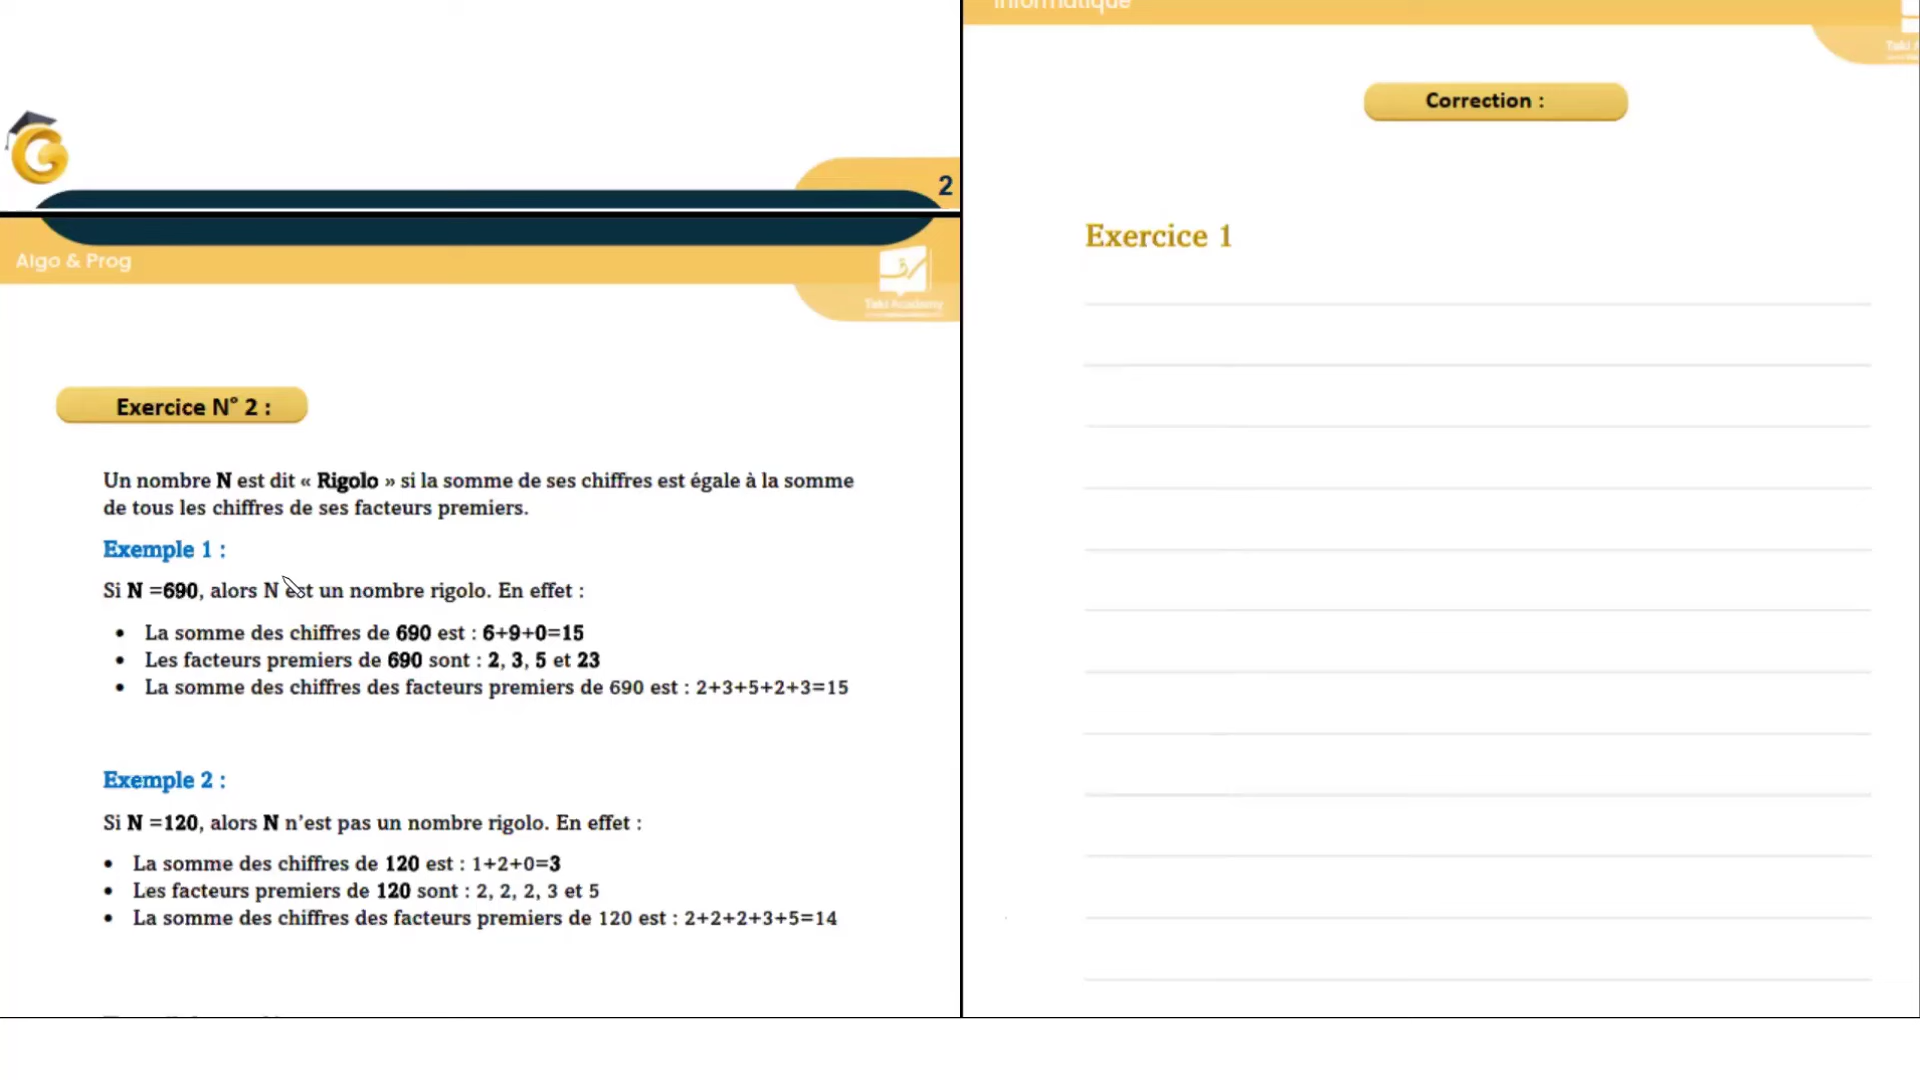 2
Algo & Prog
Taki Academy
Exercice N° 2 :
Un nombre N est dit « Rigolo » si la somme de ses chiffres est égale à la somme
de tous les chiffres de ses facteurs premiers.
Exemple 1 :
Si N =690, alors N est un nombre rigolo. En effet :
• La somme des chiffres de 690 est : 6+9+0=15
• Les facteurs premiers de 690 sont : 2, 3, 5 et 23
• La somme des chiffres des facteurs premiers de 690 est : 2+3+5+2+3=15
Exemple 2 :
Si N =120, alors N n’est pas un nombre rigolo. En effet :
• La somme des chiffres de 120 est : 1+2+0=3
• Les facteurs premiers de 120 sont : 2, 2, 2, 3 et 5
• La somme des chiffres des facteurs premiers de 120 est : 2+2+2+3+5=14
Informatique
Taki A
Correction :
Exercice 1